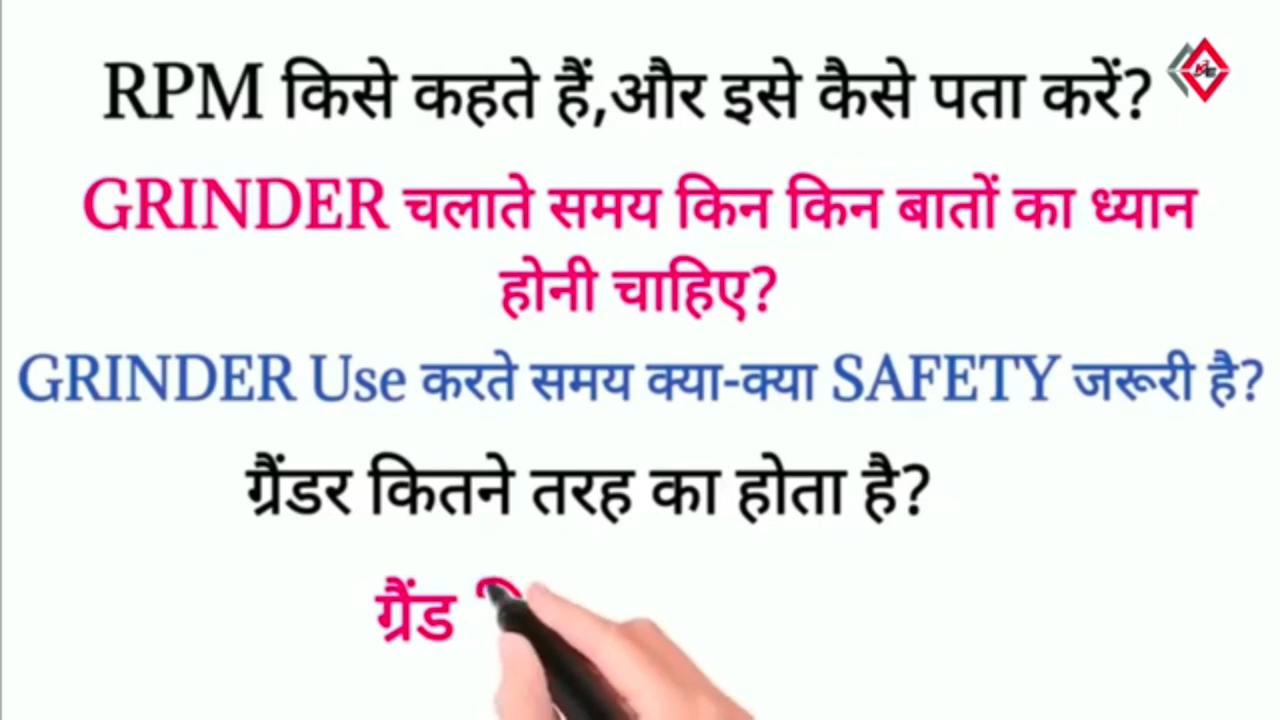 RPM किसे कहते हैं,और इसे कैसे पता करें?
GRINDER चलाते समय किन किन बातों का ध्यान
होनी चाहिए?
GRINDER Use करते समय क्या-क्या SAFETY जरूरी है?
ग्रैंडर कितने तरह का होता है?
ग्रैंड